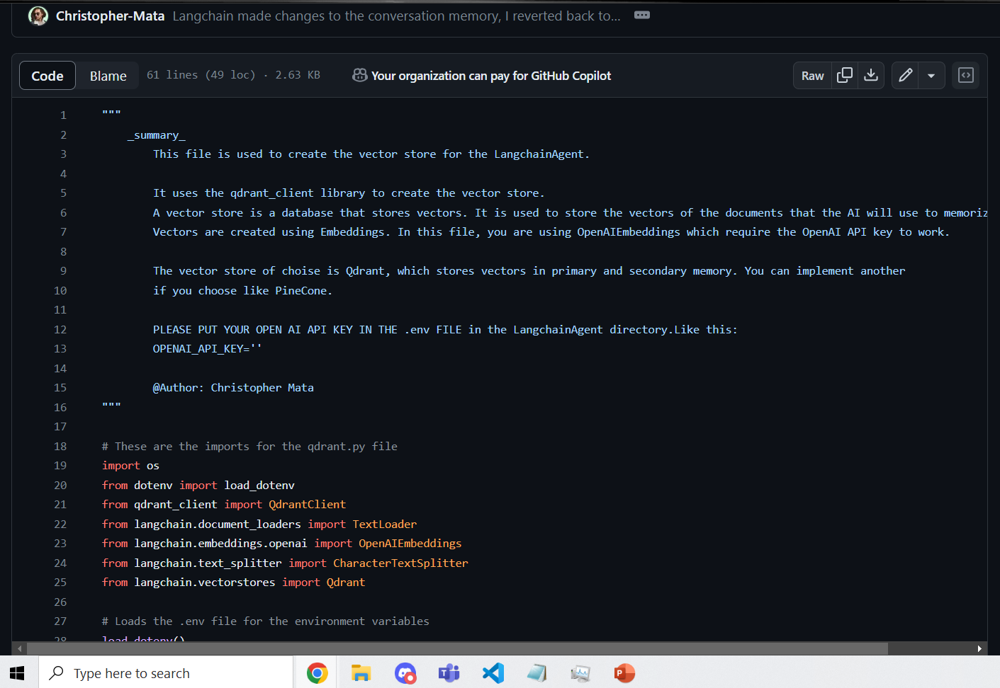 Christopher-Mata Langchain made changes to the conversation memory, I reverted back to...
Code Blame 61 lines (49 loc) · 2.63 KB Your organization can pay for GitHub Copilot Raw
1 """
2 _summary_
3 This file is used to create the vector store for the LangchainAgent.
4
5 It uses the qdrant_client library to create the vector store.
6 A vector store is a database that stores vectors. It is used to store the vectors of the documents that the AI will use to memoriz
7 Vectors are created using Embeddings. In this file, you are using OpenAIEmbeddings which require the OpenAI API key to work.
8
9 The vector store of choise is Qdrant, which stores vectors in primary and secondary memory. You can implement another
10 if you choose like PineCone.
11
12 PLEASE PUT YOUR OPEN AI API KEY IN THE .env FILE in the LangchainAgent directory.Like this:
13 OPENAI_API_KEY=''
14
15 @Author: Christopher Mata
16 """
17
18 # These are the imports for the qdrant.py file
19 import os
20 from dotenv import load_dotenv
21 from qdrant_client import QdrantClient
22 from langchain.document_loaders import TextLoader
23 from langchain.embeddings.openai import OpenAIEmbeddings
24 from langchain.text_splitter import CharacterTextSplitter
25 from langchain.vectorstores import Qdrant
26
27 # Loads the .env file for the environment variables
28 load_dotenv()
Type here to search